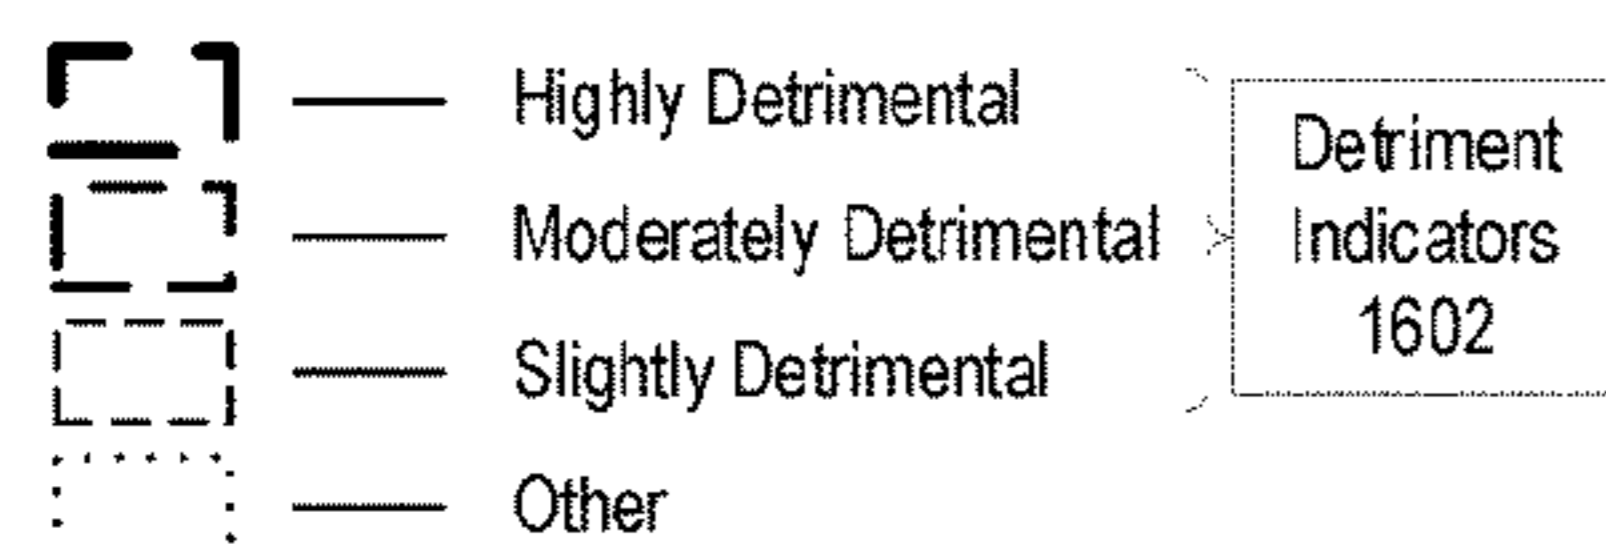 Highly Detrimental
Moderately Detrimental
Slightly Detrimental
Other
Detriment
Indicators
1602